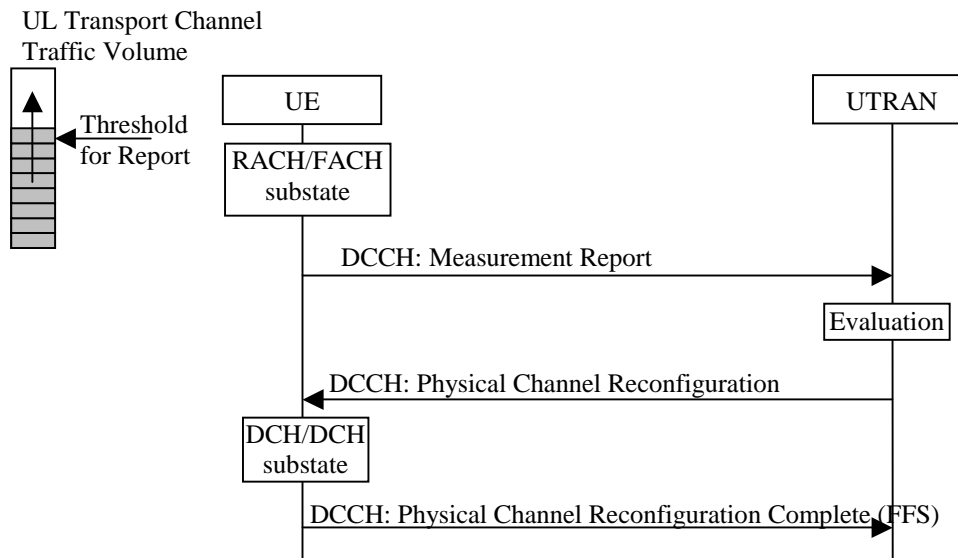 UL Transport Channel
Traffic Volume
UE
UTRAN
Threshold
for Report
RACH/FACH
substate
DCCH: Measurement Report
Evaluation
DCCH: Physical Channel Reconfiguration
DCH/DCH
substate
DCCH: Physical Channel Reconfiguration Complete (FFS)